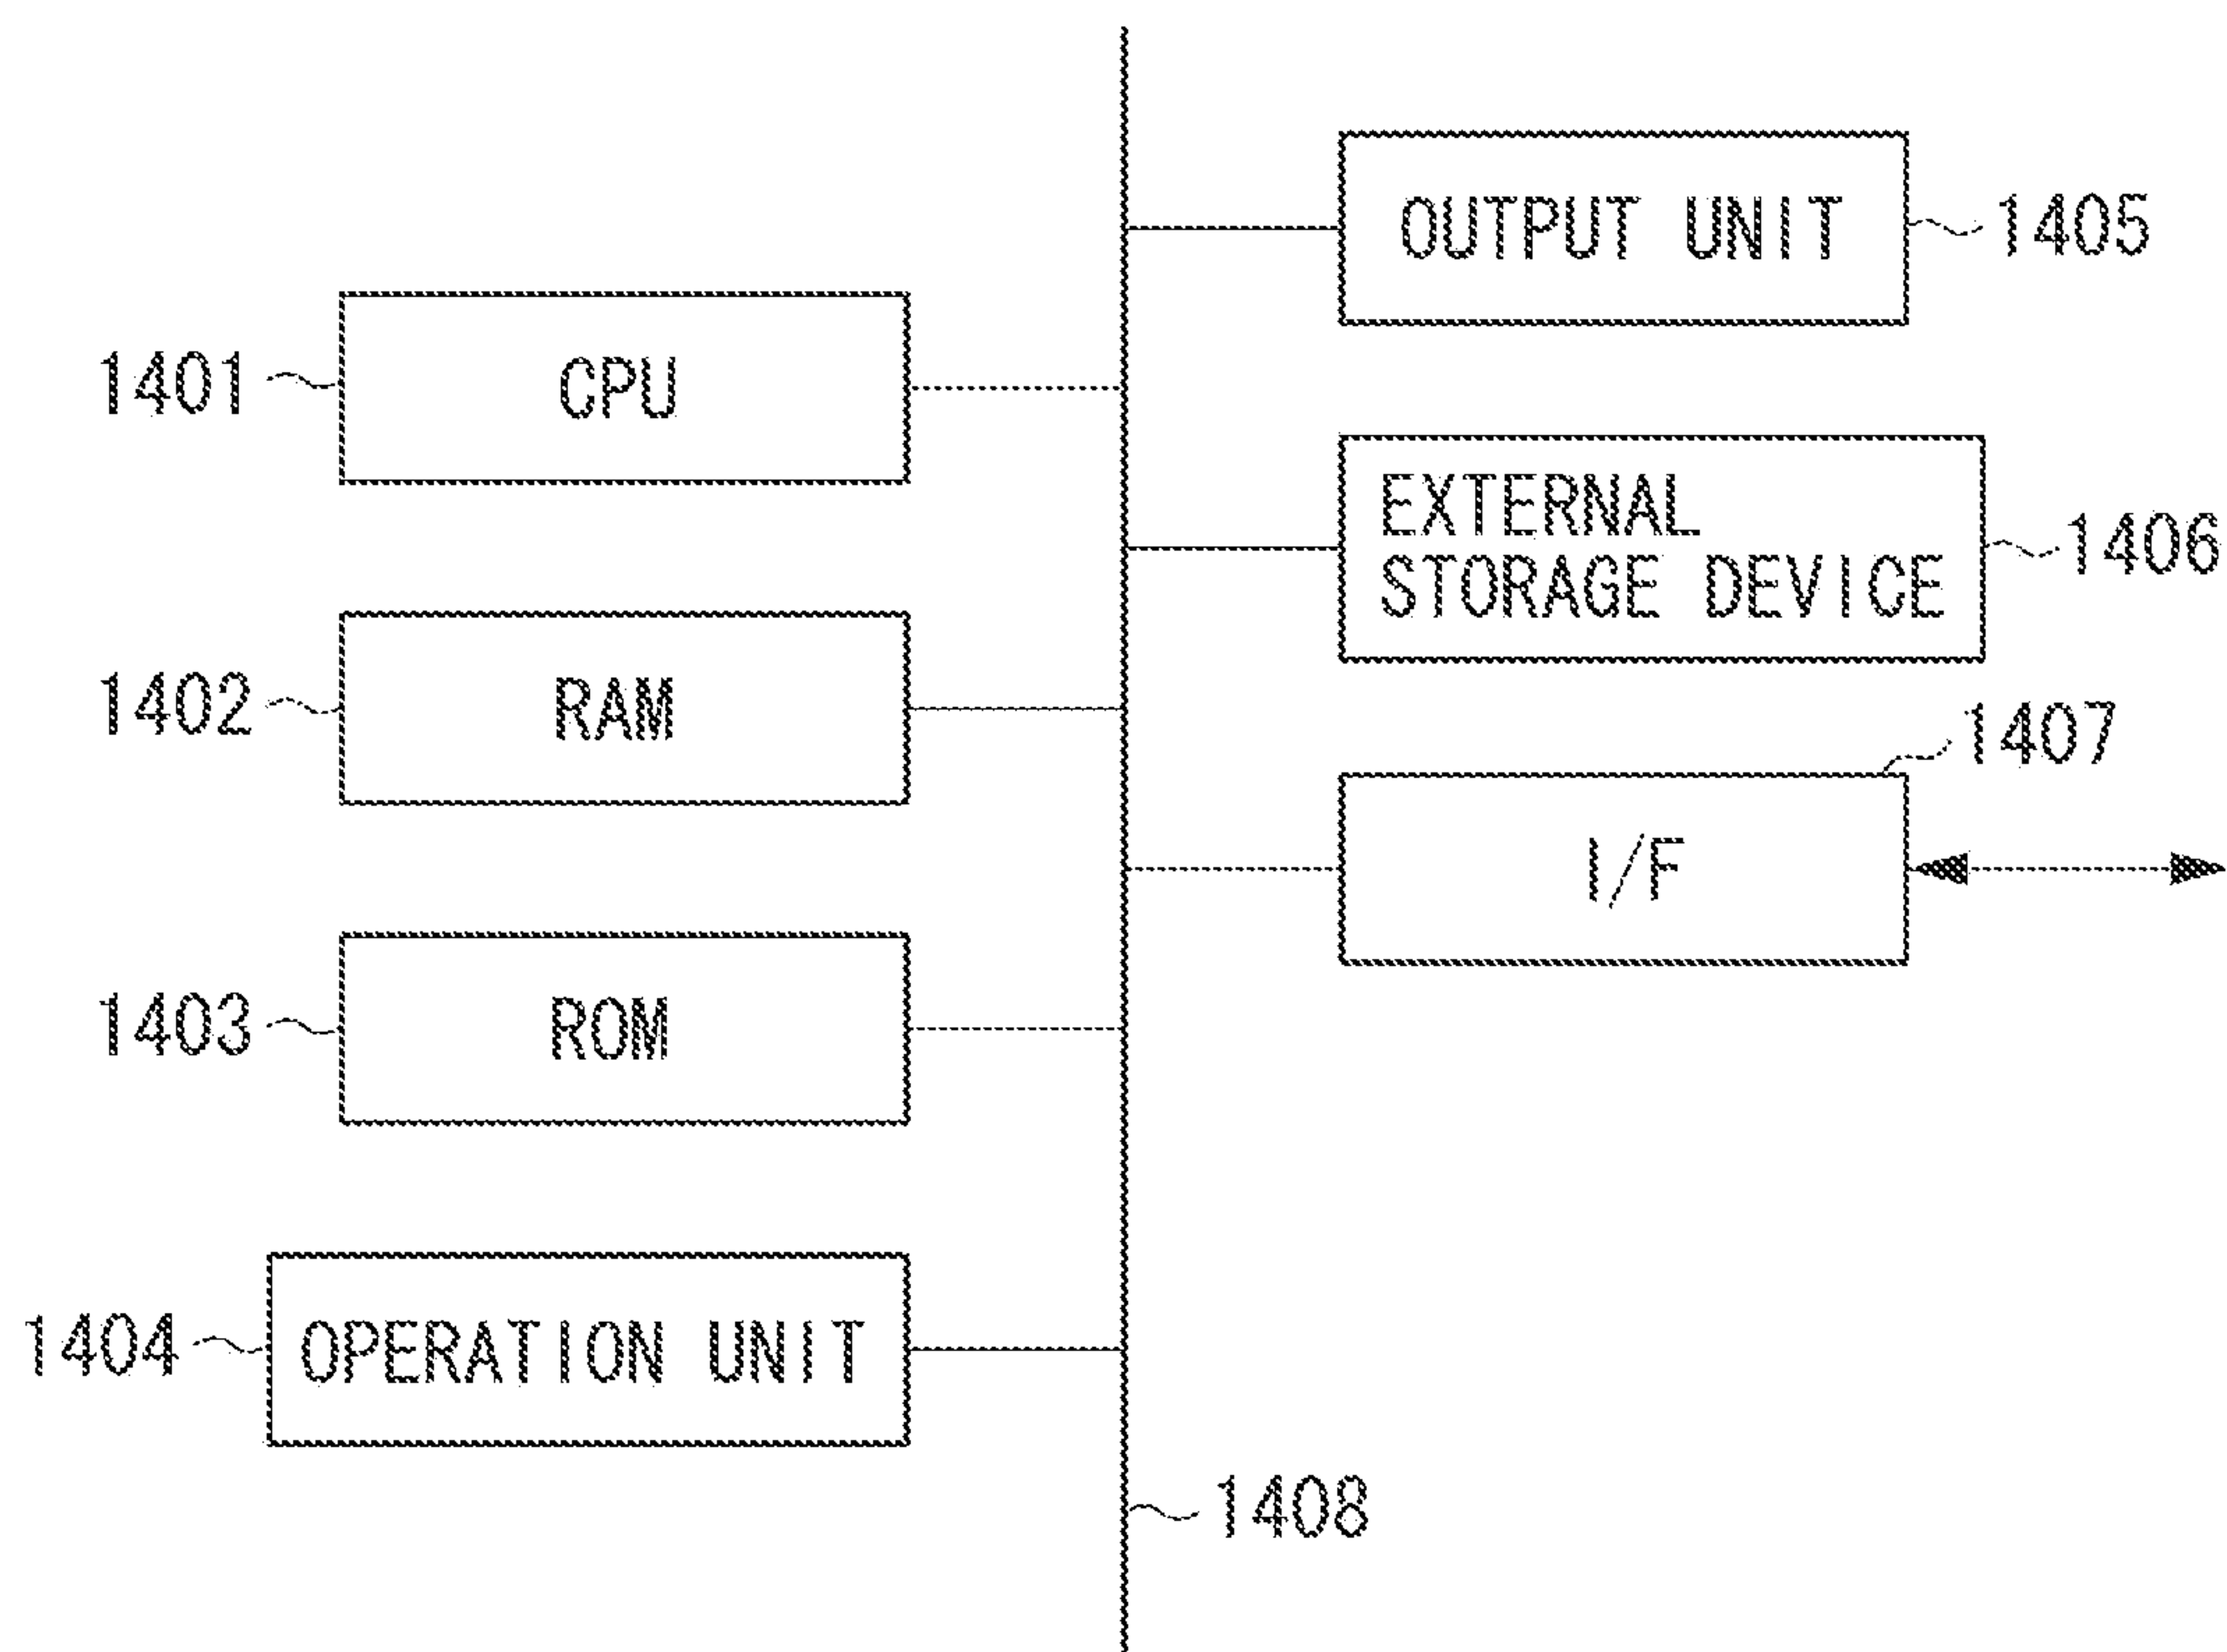 OUTPUT UNIT
1405
1401
CPU
EXTERNAL
STORAGE DEVICE
1406
1402
RAM
1407
I/F
1403
ROM
1404
OPERATION UNIT
1408